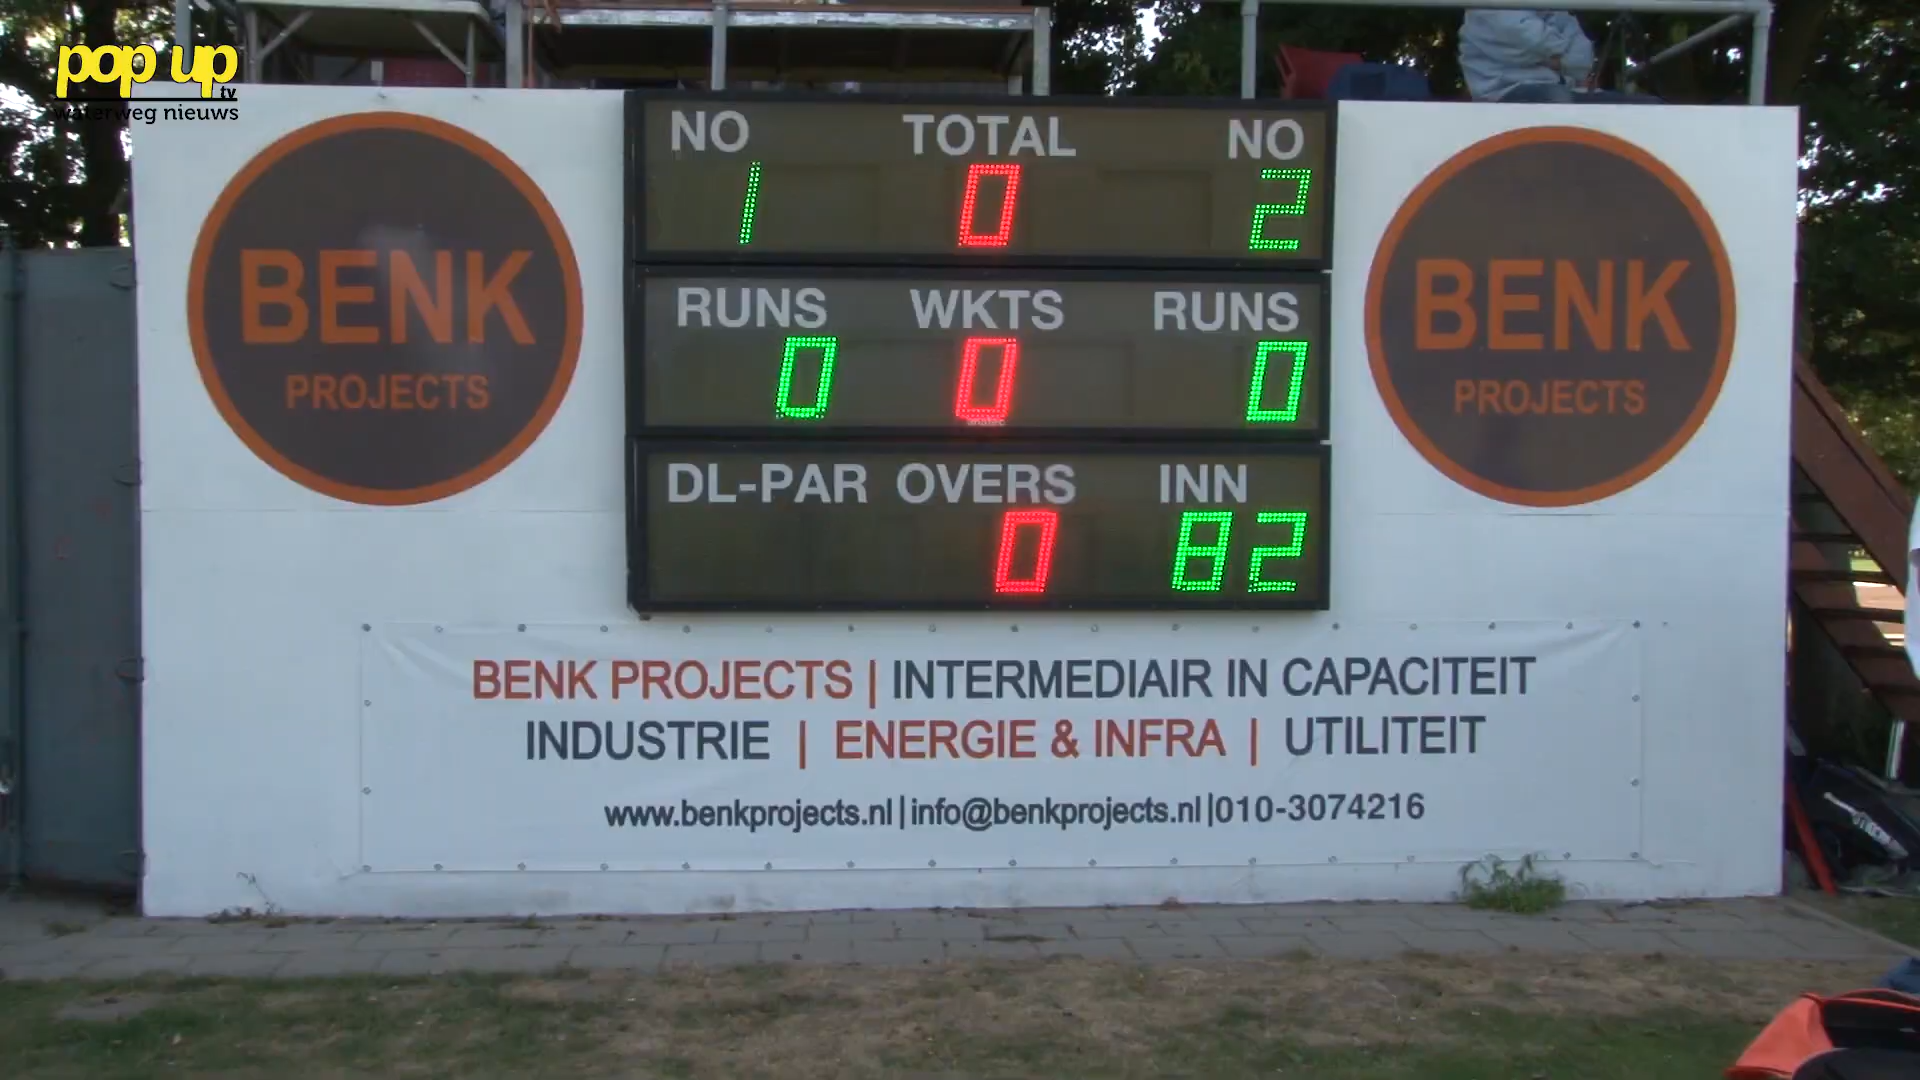 pop up
tv
waterweg nieuws
NO TOTAL NO
1 0 2
RUNS WKTS RUNS
0 0 0
DL-PAR OVERS INN
0 82
BENK
PROJECTS
BENK
PROJECTS
BENK PROJECTS | INTERMEDIAIR IN CAPACITEIT
INDUSTRIE | ENERGIE & INFRA | UTILITEIT
www.benkprojects.nl|info@benkprojects.nl|010-3074216